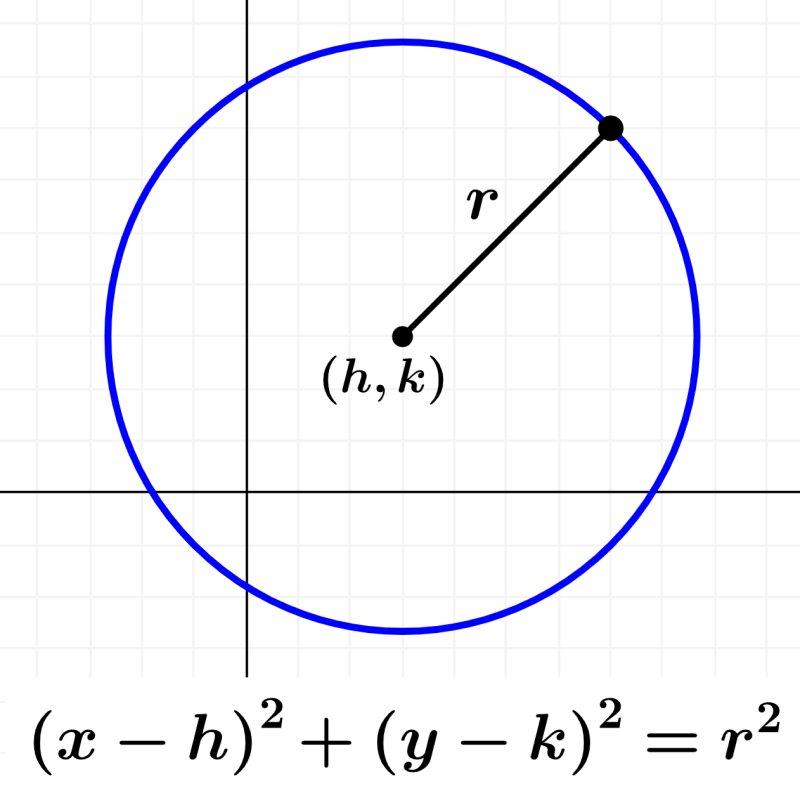 r
(h, k)
(x − h)² + (y − k)² = r²